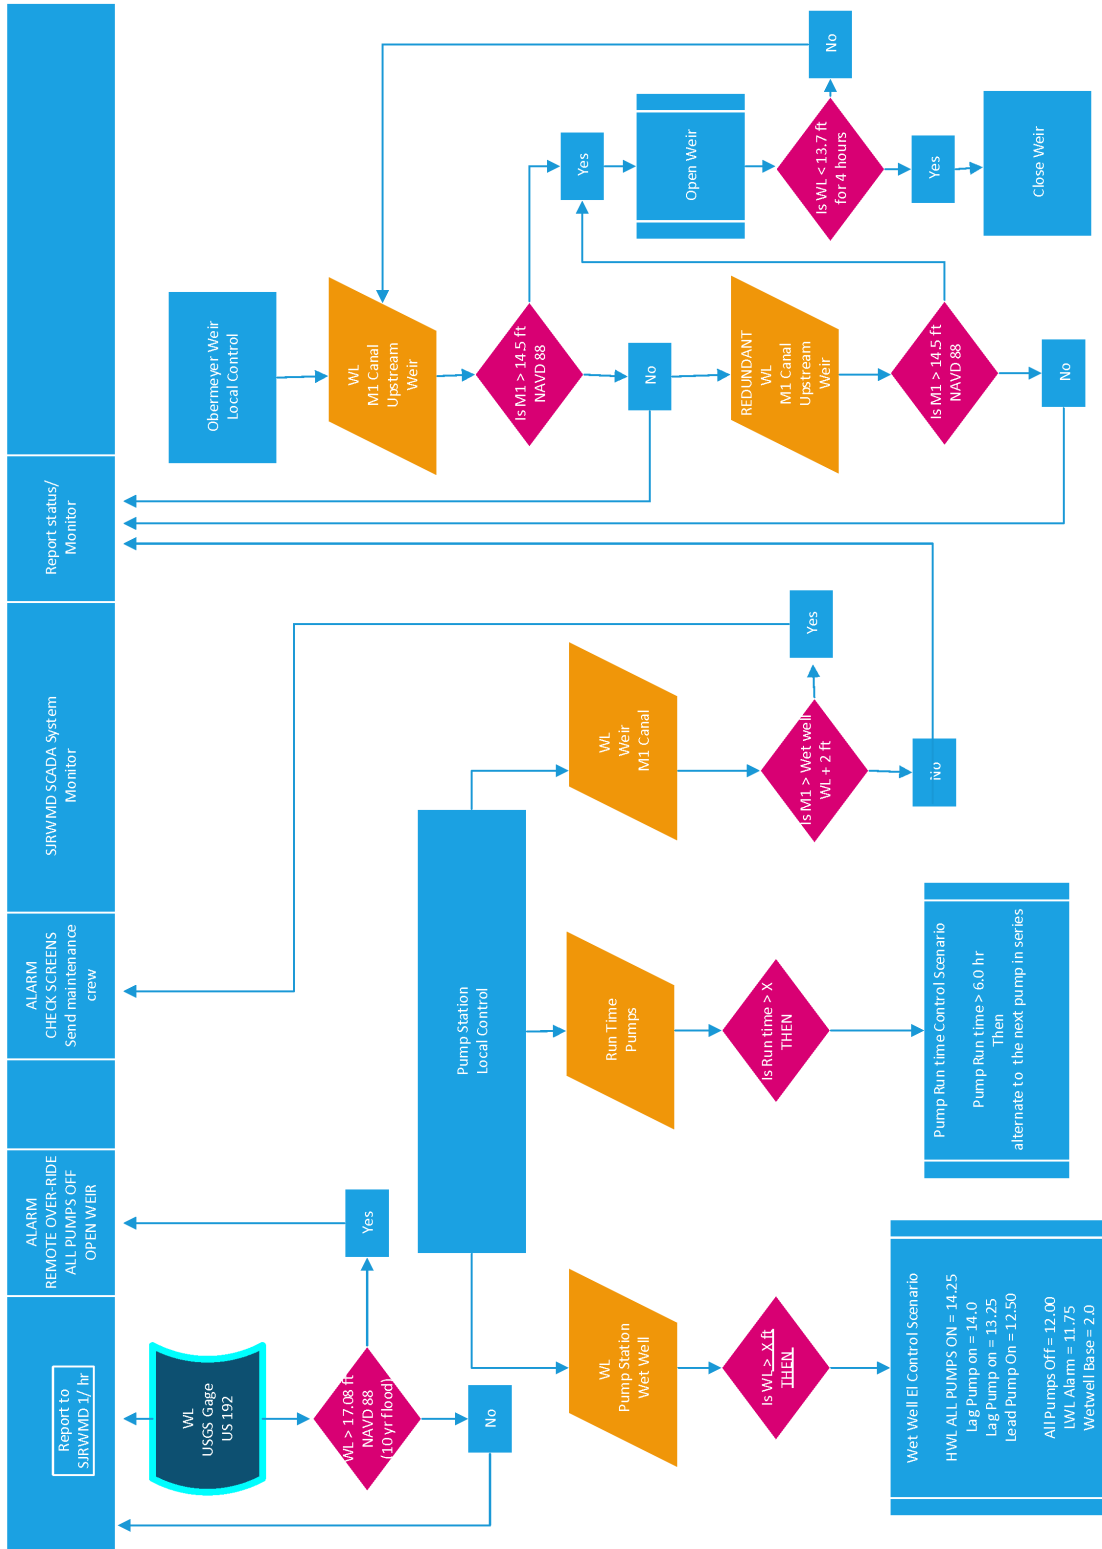 Report to
SJRWMD 1/ hr
ALARM
REMOTE OVER-RIDE
ALL PUMPS OFF
OPEN WEIR
ALARM
CHECK SCREENS
Send maintenance
crew
SJRWMD SCADA System
Monitor
Report status/
Monitor
WL
USGS Gage
US 192
WL > 17.08 ft
NAVD 88
(10 yr flood)
Yes
No
Pump Station
Local Control
WL
Pump Station
Wet Well
Is WL > X ft
THEN
Wet Well El Control Scenario
HWL ALL PUMPS ON = 14.25
Lag Pump on = 14.0
Lag Pump on = 13.25
Lead Pump On = 12.50
All Pumps Off = 12.00
LWL Alarm = 11.75
Wetwell Base = 2.0
Run Time
Pumps
Is Run time > X
THEN
Pump Run time Control Scenario
Pump Run time > 6.0 hr
Then
alternate to the next pump in series
WL
Weir
M1 Canal
Is M1 > Wet well
WL + 2 ft
Yes
No
Obermeyer Weir
Local Control
WL
M1 Canal
Upstream
Weir
Is M1 > 14.5 ft
NAVD 88
Yes
No
REDUNDANT
WL
M1 Canal
Upstream
Weir
Is M1 > 14.5 ft
NAVD 88
No
Open Weir
Is WL < 13.7 ft
for 4 hours
No
Yes
Close Weir